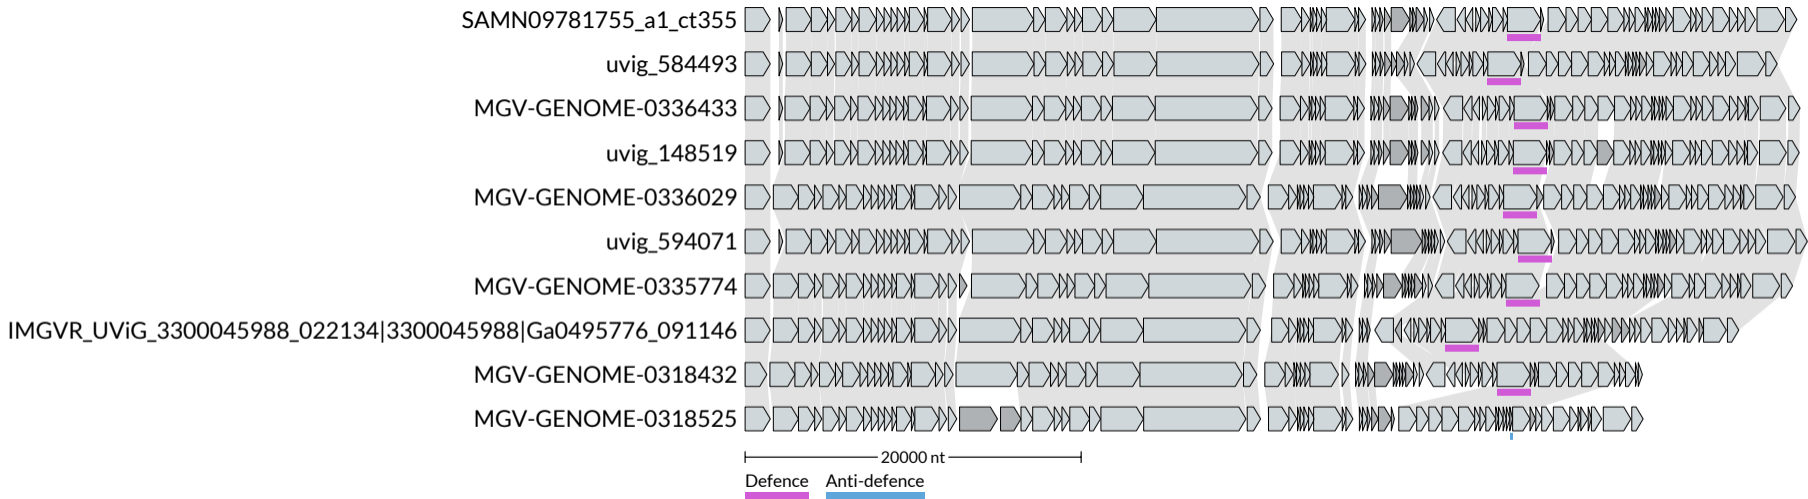 SAMN09781755_a1_ct355
uvig_584493
MGV-GENOME-0336433
uvig_148519
MGV-GENOME-0336029
uvig_594071
MGV-GENOME-0335774
IMGVR_UViG_3300045988_022134|3300045988|Ga0495776_091146
MGV-GENOME-0318432
MGV-GENOME-0318525
20000 nt
Defence Anti-defence